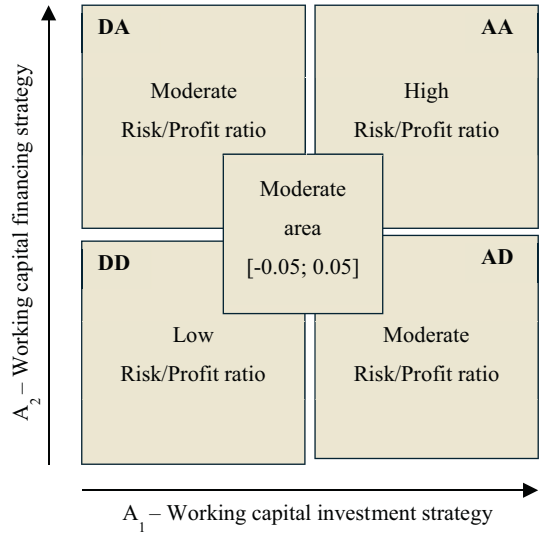 A2 – Working capital financing strategy
DA
Moderate
Risk/Profit ratio
AA
High
Risk/Profit ratio
Moderate
area
[-0.05; 0.05]
DD
Low
Risk/Profit ratio
AD
Moderate
Risk/Profit ratio
A1 – Working capital investment strategy